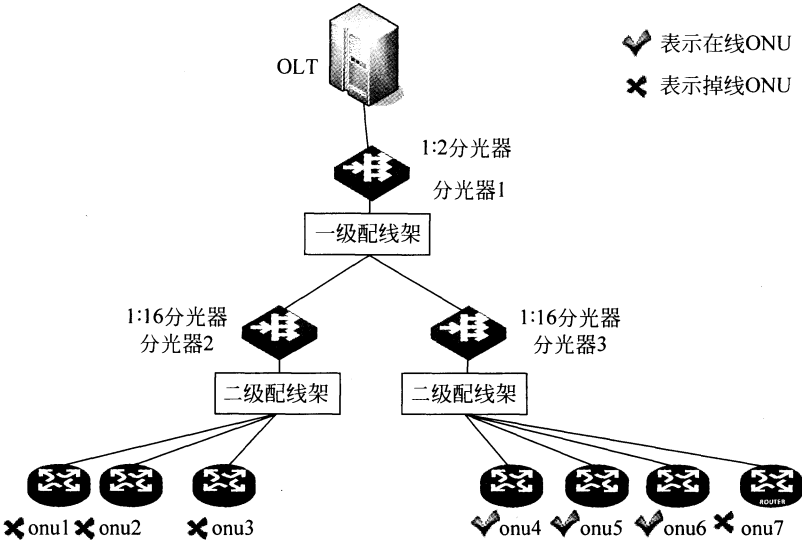 OLT
表示在线ONU
表示掉线ONU
1:2分光器
分光器1
一级配线架
1:16分光器
分光器2
1:16分光器
分光器3
二级配线架
二级配线架
ROUTER
onu1
onu2
onu3
onu4
onu5
onu6
onu7